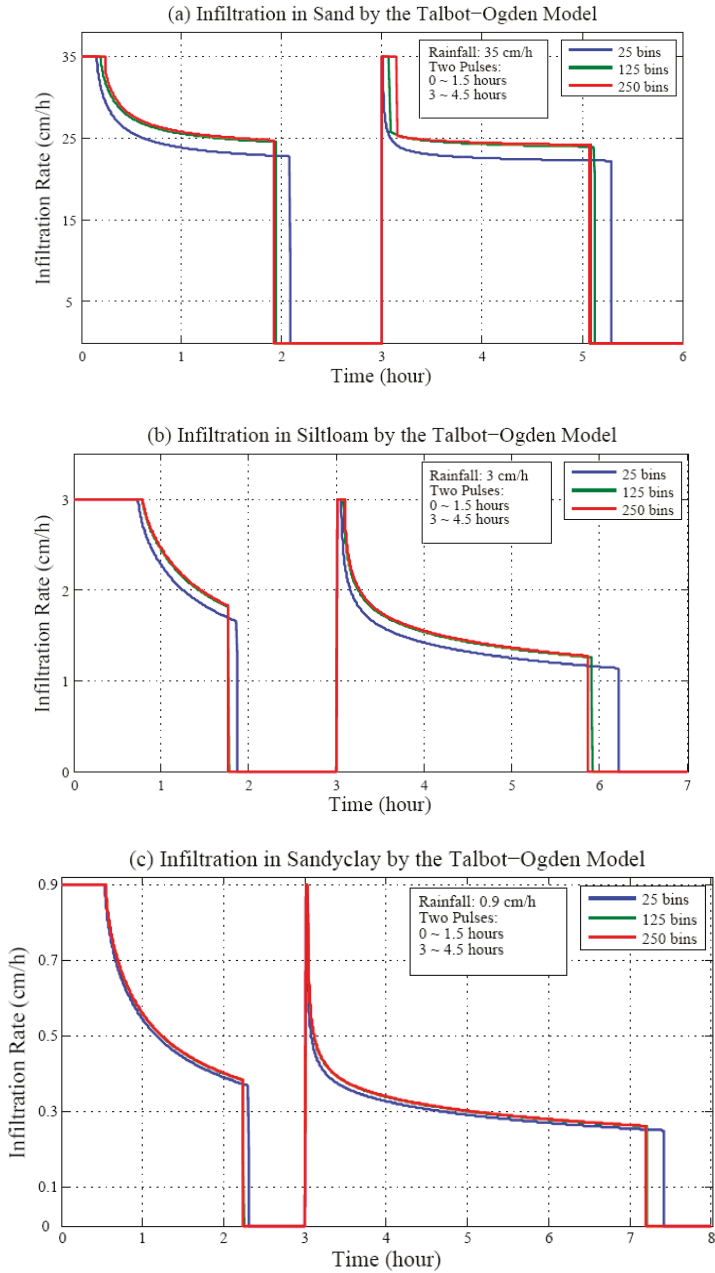 (a) Infiltration in Sand by the Talbot−Ogden Model
Infiltration Rate (cm/h)
35
25
15
5
Rainfall: 35 cm/h
Two Pulses:
0 ~ 1.5 hours
3 ~ 4.5 hours
25 bins
125 bins
250 bins
0 1 2 3 4 5 6
Time (hour)
(b) Infiltration in Siltloam by the Talbot−Ogden Model
Infiltration Rate (cm/h)
3
2
1
0
Rainfall: 3 cm/h
Two Pulses:
0 ~ 1.5 hours
3 ~ 4.5 hours
25 bins
125 bins
250 bins
0 1 2 3 4 5 6 7
Time (hour)
(c) Infiltration in Sandyclay by the Talbot−Ogden Model
Infiltration Rate (cm/h)
0.9
0.7
0.5
0.3
0.1
0
Rainfall: 0.9 cm/h
Two Pulses:
0 ~ 1.5 hours
3 ~ 4.5 hours
25 bins
125 bins
250 bins
0 1 2 3 4 5 6 7 8
Time (hour)